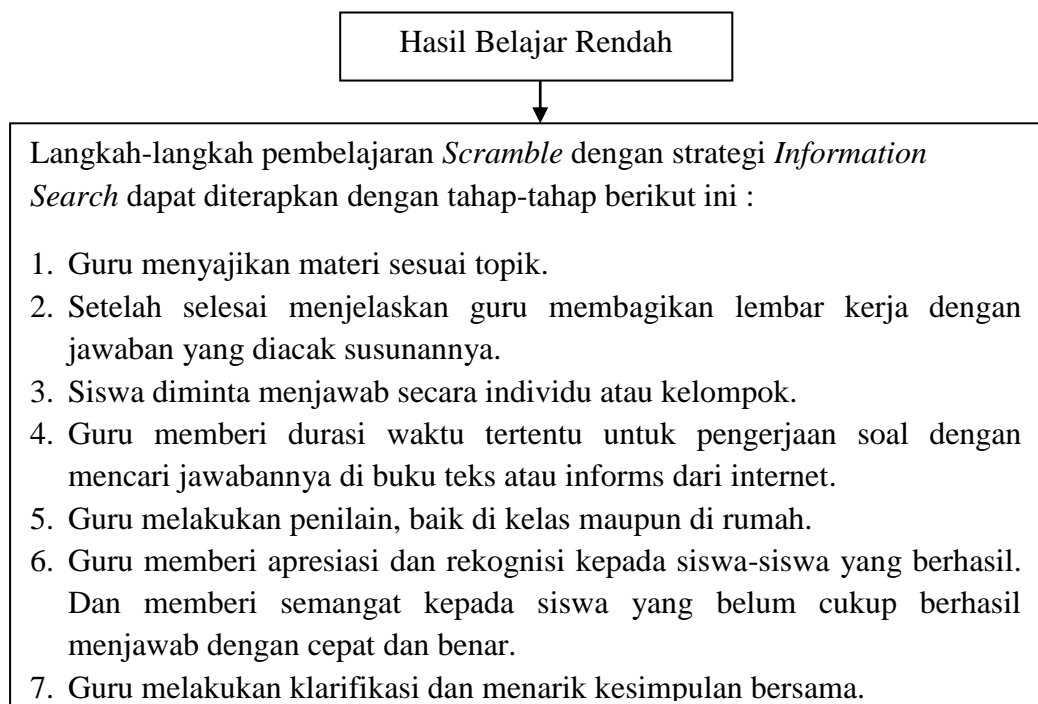 Hasil Belajar Rendah
Langkah-langkah pembelajaran Scramble dengan strategi Information
Search dapat diterapkan dengan tahap-tahap berikut ini :
1. Guru menyajikan materi sesuai topik.
2. Setelah selesai menjelaskan guru membagikan lembar kerja dengan
jawaban yang diacak susunannya.
3. Siswa diminta menjawab secara individu atau kelompok.
4. Guru memberi durasi waktu tertentu untuk pengerjaan soal dengan
mencari jawabannya di buku teks atau informs dari internet.
5. Guru melakukan penilain, baik di kelas maupun di rumah.
6. Guru memberi apresiasi dan rekognisi kepada siswa-siswa yang berhasil.
Dan memberi semangat kepada siswa yang belum cukup berhasil
menjawab dengan cepat dan benar.
7. Guru melakukan klarifikasi dan menarik kesimpulan bersama.